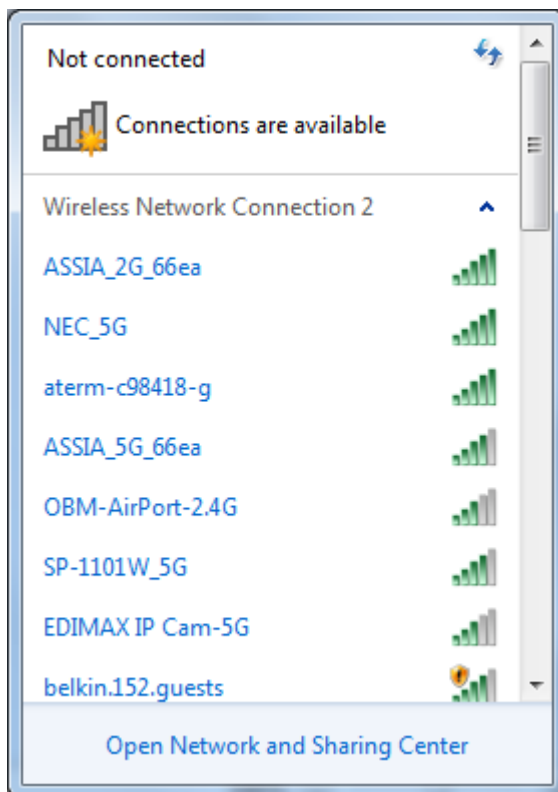 Not connected
Connections are available
Wireless Network Connection 2
ASSIA_2G_66ea
NEC_5G
aterm-c98418-g
ASSIA_5G_66ea
OBM-AirPort-2.4G
SP-1101W_5G
EDIMAX IP Cam-5G
belkin.152.guests
Open Network and Sharing Center